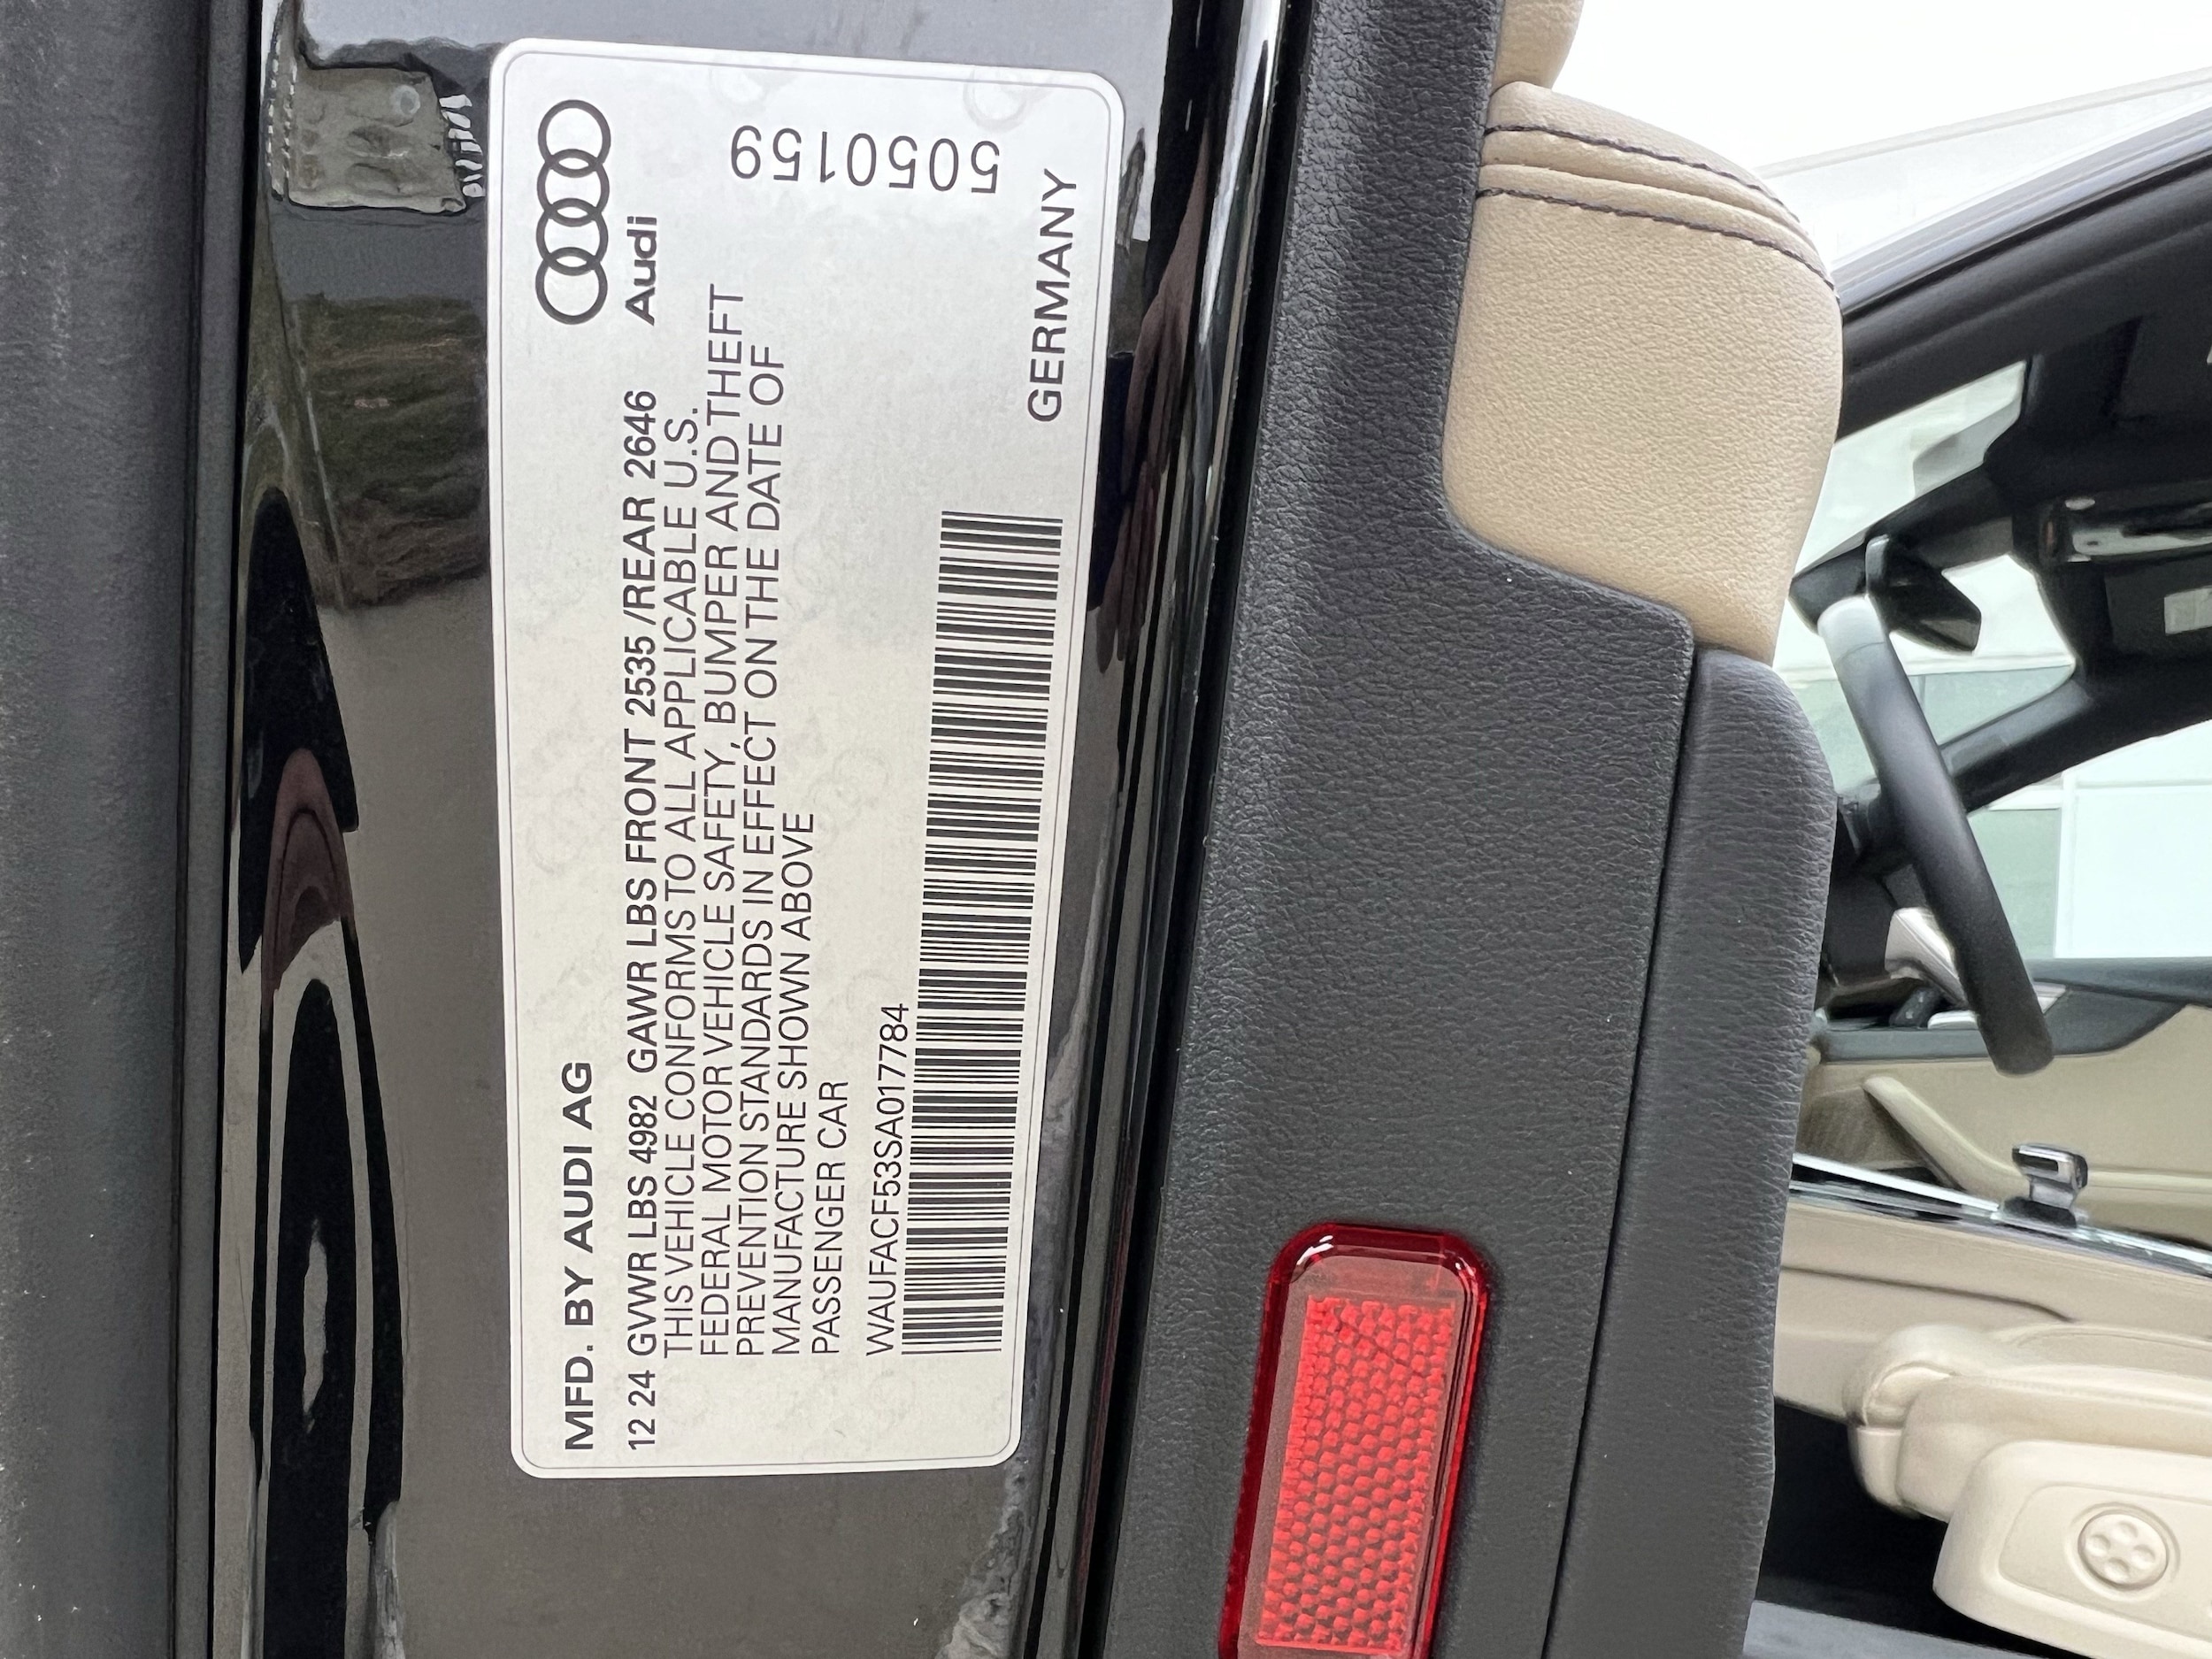 MFD. BY AUDI AG
12 24 GVWR LBS 4982 GAWR LBS FRONT 2535 /REAR 2646
Audi
THIS VEHICLE CONFORMS TO ALL APPLICABLE U.S.
FEDERAL MOTOR VEHICLE SAFETY, BUMPER AND THEFT
PREVENTION STANDARDS IN EFFECT ON THE DATE OF
MANUFACTURE SHOWN ABOVE
PASSENGER CAR
WAUFACF53SA017784
GERMANY
5050159